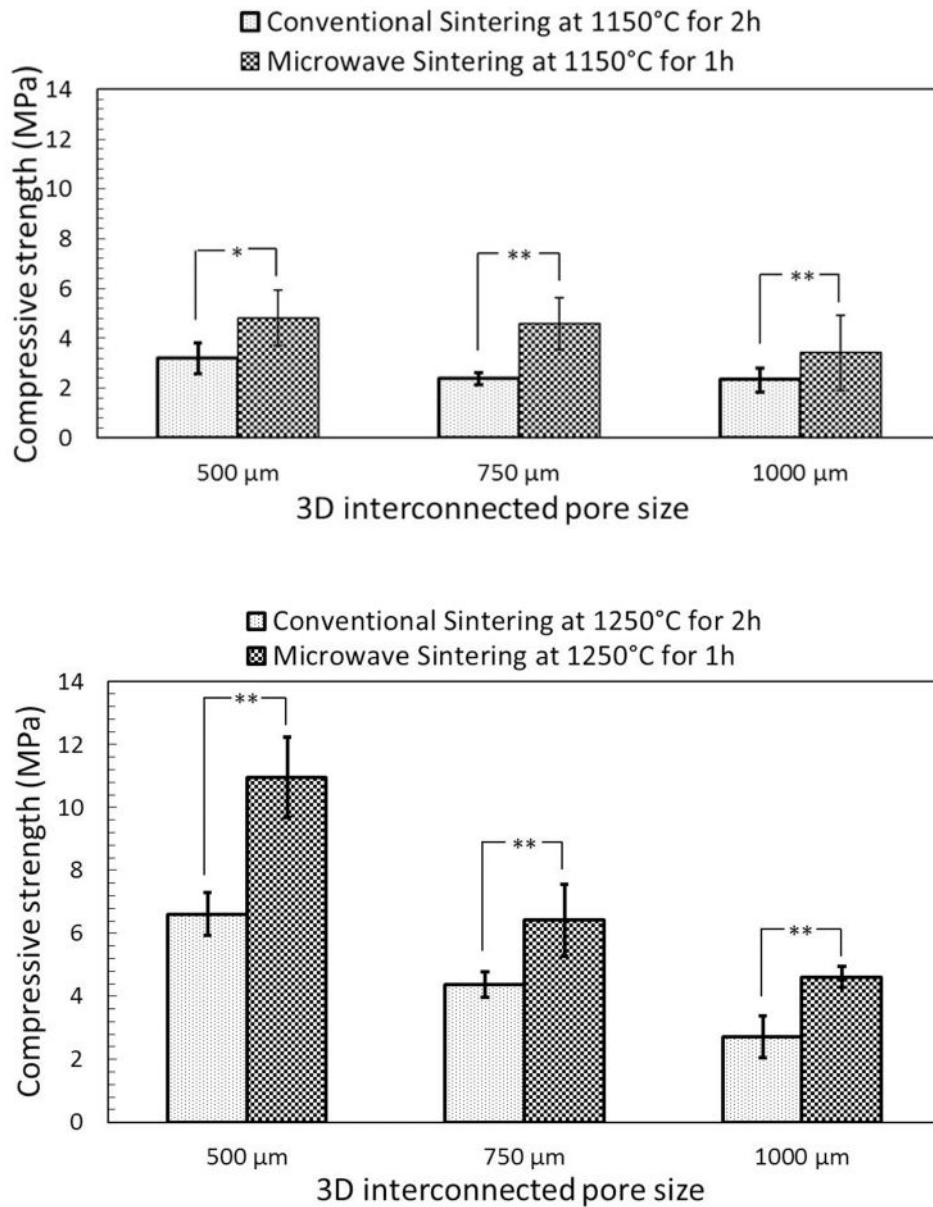 Conventional Sintering at 1150°C for 2h
Microwave Sintering at 1150°C for 1h
Compressive strength (MPa)
14
12
10
8
6
4
2
0
*
**
**
500 µm
750 µm
1000 µm
3D interconnected pore size
Conventional Sintering at 1250°C for 2h
Microwave Sintering at 1250°C for 1h
Compressive strength (MPa)
14
12
10
8
6
4
2
0
**
**
**
500 µm
750 µm
1000 µm
3D interconnected pore size